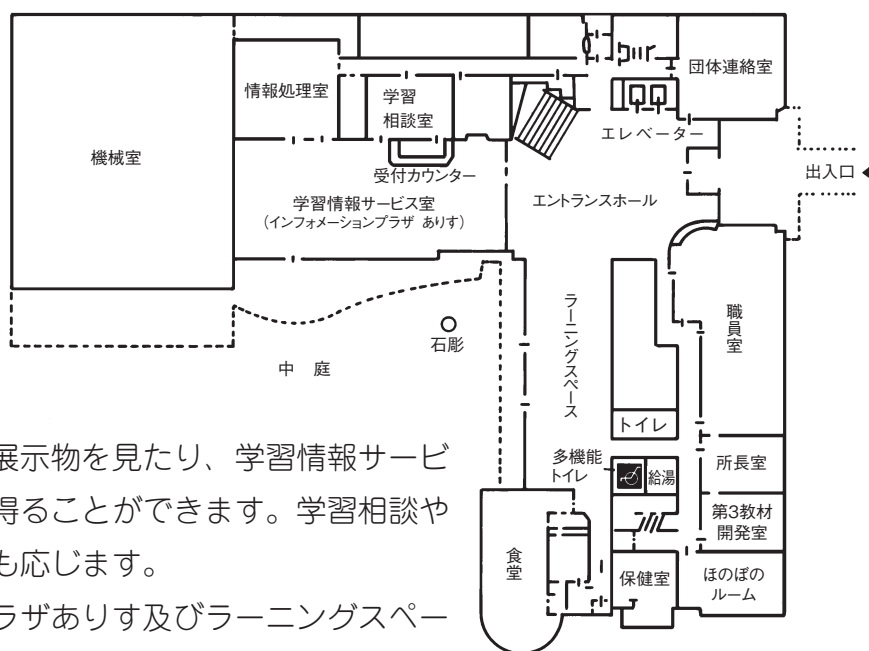 団体連絡室
情報処理室
学習
相談室
エレベーター
機械室
出入口
受付カウンター
学習情報サービス室
(インフォメーションプラザ ありす)
エントランスホール
ラーニングスペース
職員室
石彫
中 庭
トイレ
展示物を見たり、学習情報サービ
得ることができます。学習相談や
も応じます。
ラザありす及びラーニングスペー
多機能
トイレ
給湯
所長室
第3教材
開発室
食堂
保健室
ほのぼの
ルーム